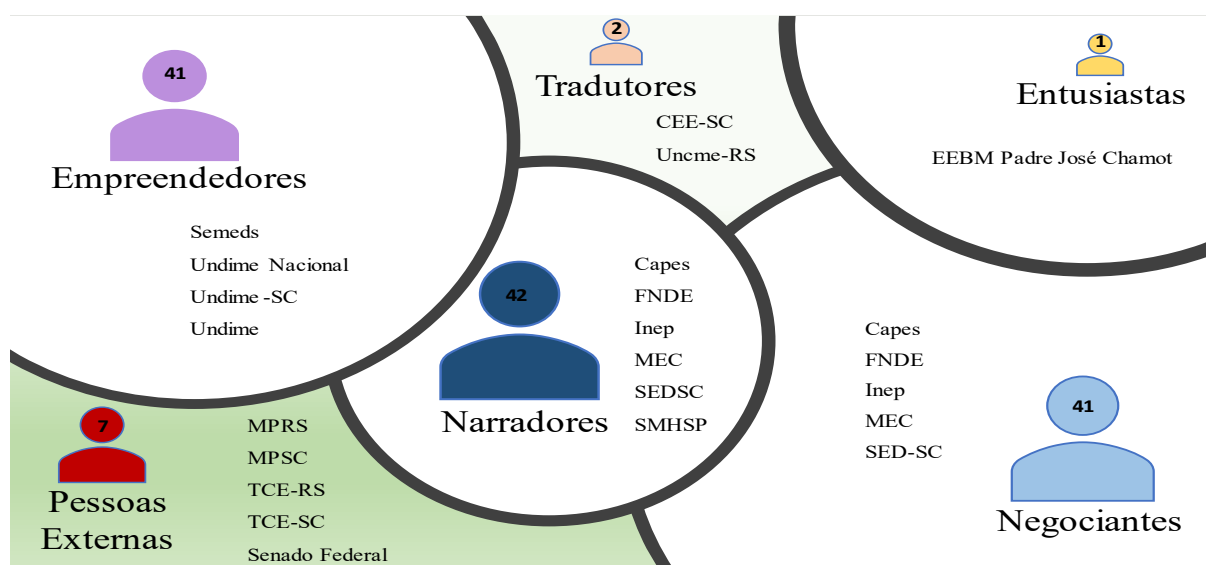 41
Empreendedores
Semeds
Undime Nacional
Undime -SC
Undime
2
Tradutores
CEE-SC
Uncme-RS
1
Entusiastas
EEBM Padre José Chamot
42
Narradores
Capes
FNDE
Inep
MEC
SEDSC
SMHSP
Capes
FNDE
Inep
MEC
SED-SC
41
Negociantes
7
Pessoas
Externas
MPRS
MPSC
TCE-RS
TCE-SC
Senado Federal